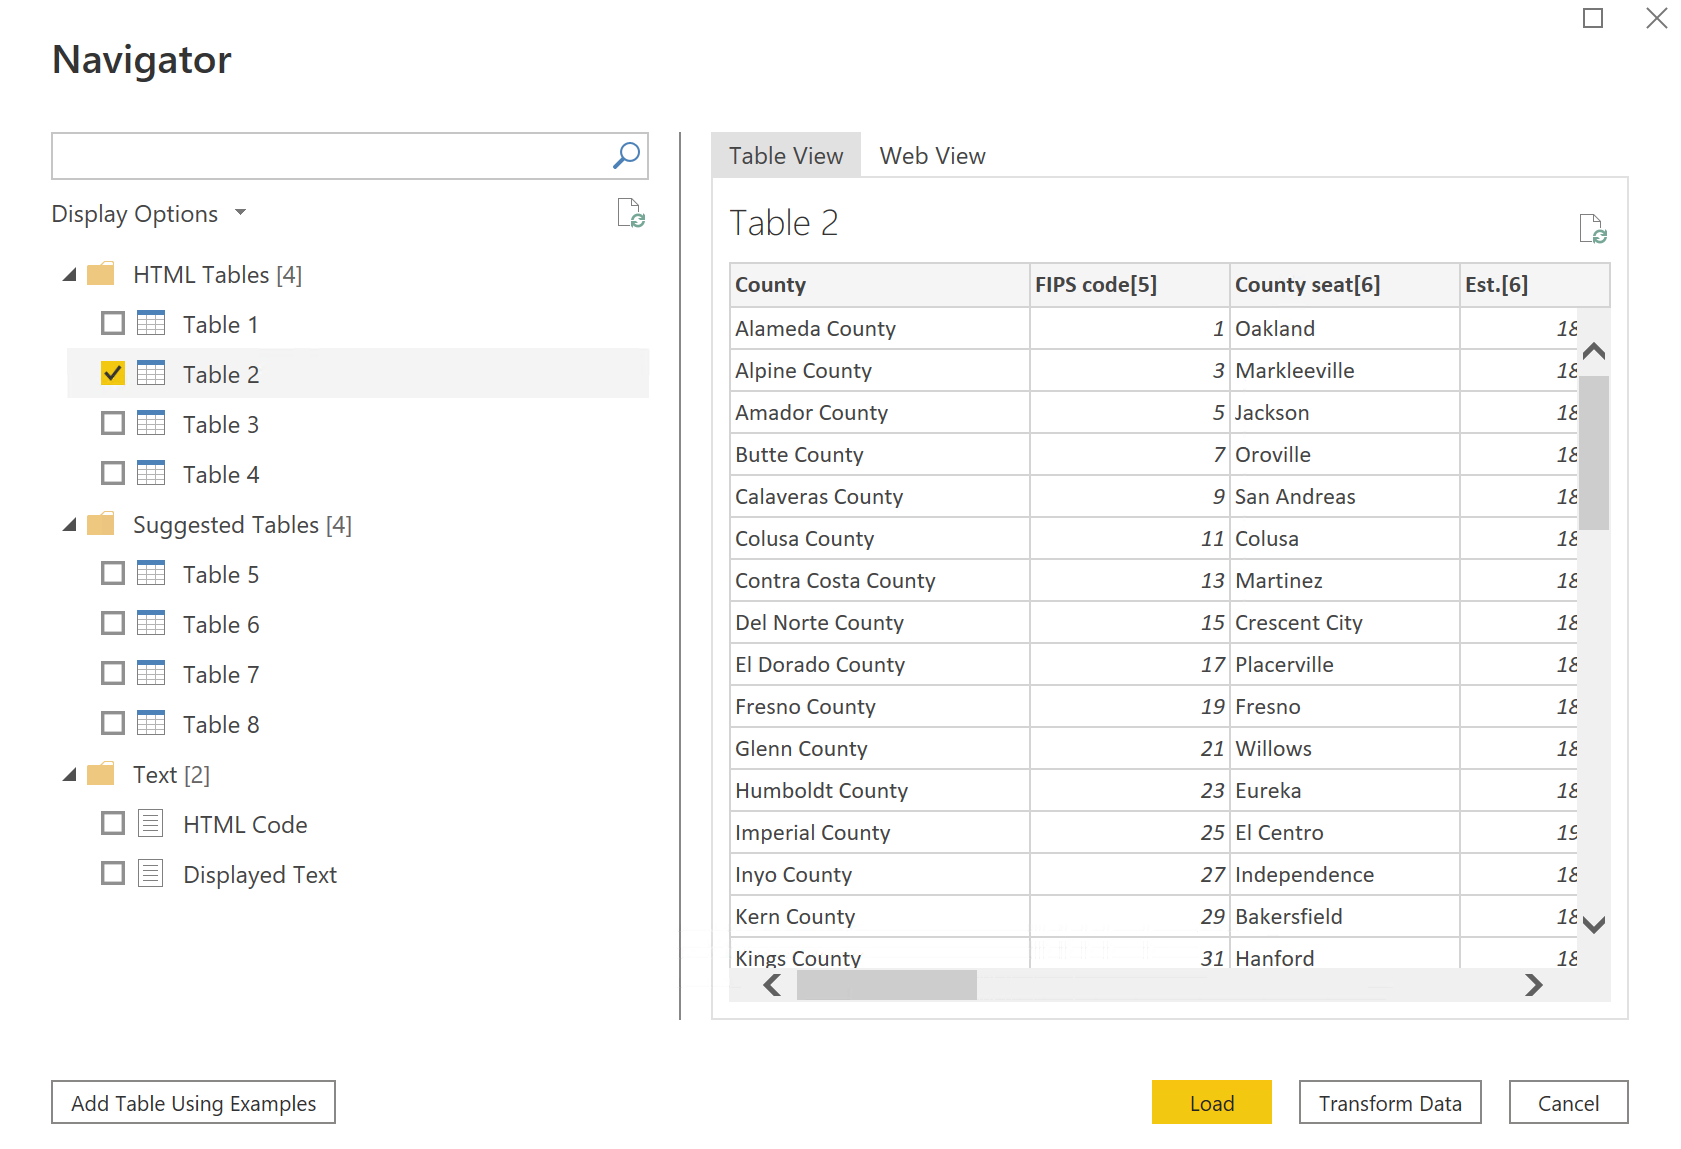 Navigator
Display Options
HTML Tables [4]
Table 1
Table 2
Table 3
Table 4
Suggested Tables [4]
Table 5
Table 6
Table 7
Table 8
Text [2]
HTML Code
Displayed Text
Table View Web View
Table 2
County FIPS code[5] County seat[6] Est.[6]
Alameda County 1 Oakland 18
Alpine County 3 Markleeville 18
Amador County 5 Jackson 18
Butte County 7 Oroville 18
Calaveras County 9 San Andreas 18
Colusa County 11 Colusa 18
Contra Costa County 13 Martinez 18
Del Norte County 15 Crescent City 18
El Dorado County 17 Placerville 18
Fresno County 19 Fresno 18
Glenn County 21 Willows 18
Humboldt County 23 Eureka 18
Imperial County 25 El Centro 19
Inyo County 27 Independence 18
Kern County 29 Bakersfield 18
Kings County 31 Hanford 18
Add Table Using Examples Load Transform Data Cancel